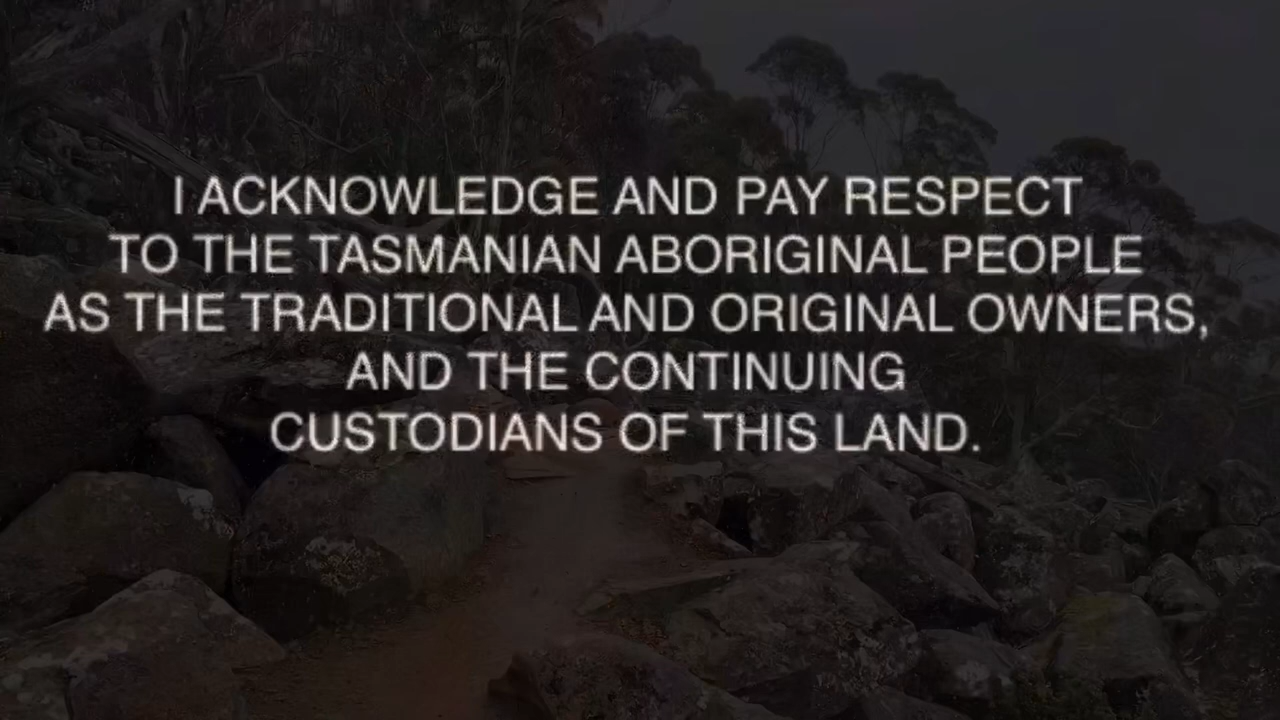 I ACKNOWLEDGE AND PAY RESPECT
TO THE TASMANIAN ABORIGINAL PEOPLE
AS THE TRADITIONAL AND ORIGINAL OWNERS,
AND THE CONTINUING
CUSTODIANS OF THIS LAND.